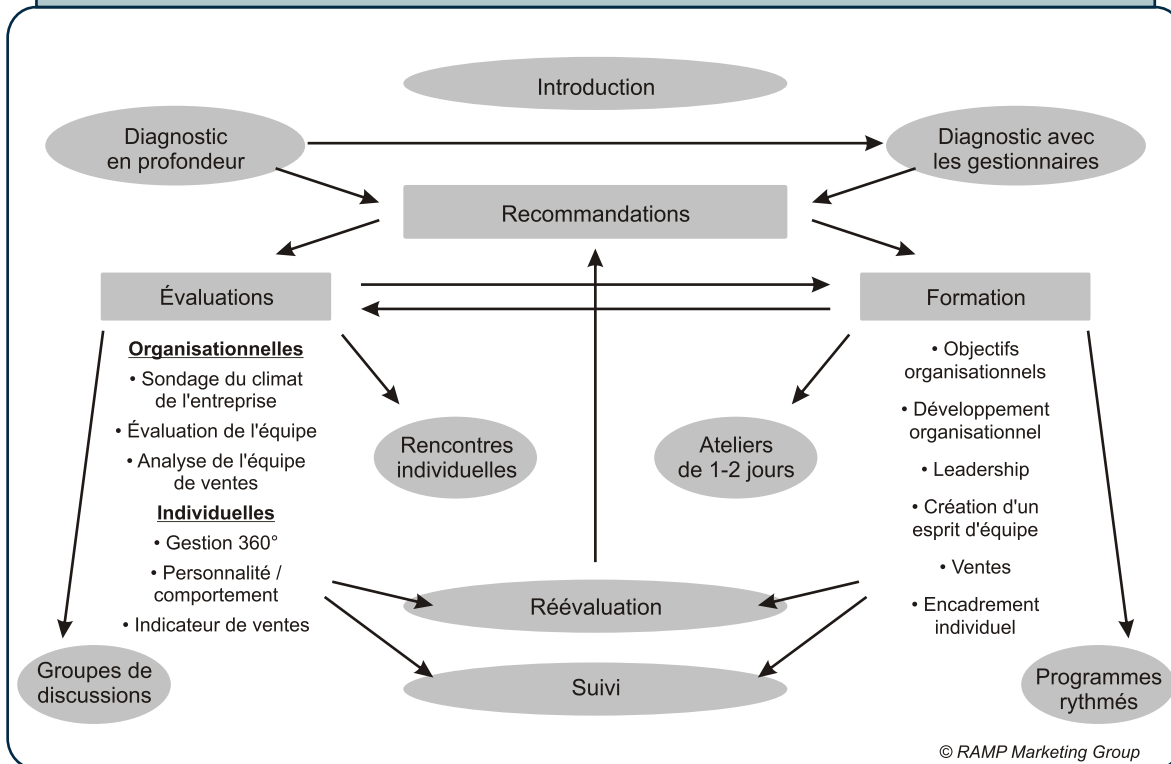 Introduction
Diagnostic
en profondeur
Diagnostic avec
les gestionnaires
Recommandations
Évaluations
Formation
Organisationnelles
• Sondage du climat
de l'entreprise
• Évaluation de l'équipe
• Analyse de l'équipe
de ventes
Individuelles
• Gestion 360°
• Personnalité /
comportement
• Indicateur de ventes
Rencontres
individuelles
Ateliers
de 1-2 jours
• Objectifs
organisationnels
• Développement
organisationnel
• Leadership
• Création d'un
esprit d'équipe
• Ventes
• Encadrement
individuel
Réévaluation
Suivi
Groupes de
discussions
Programmes
rythmés
© RAMP Marketing Group